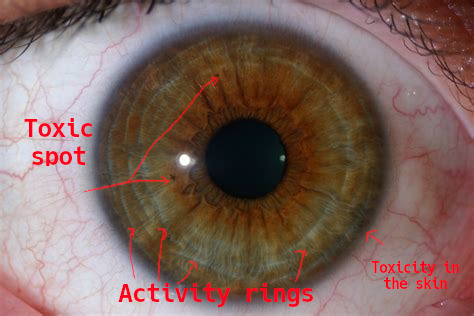 Toxic
spot
Toxicity in
the skin
Activity rings